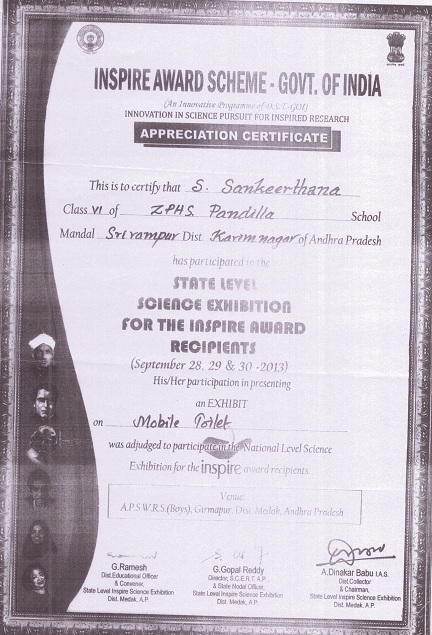 INSPIRE AWARD SCHEME - GOVT. OF INDIA
(An Innovative Programme of D.S.T-GOI)
INNOVATION IN SCIENCE PURSUIT FOR INSPIRED RESEARCH
APPRECIATION CERTIFICATE
This is to certify that S. Sankeerthana
Class VI of ZPHS. Pandilla School
Mandal Srirampur Dist Karimnagar of Andhra Pradesh
has participated in the
STATE LEVEL
SCIENCE EXHIBITION
FOR THE INSPIRE AWARD
RECIPIENTS
(September 28, 29 & 30 -2013)
His/Her participation in presenting
an EXHIBIT
on Mobile Toilet
was adjudged to participate in the National Level Science
Exhibition for the inspire award recipients.
Venue:
A.P.S.W.R.S.(Boys), Girmapur. Dist. Medak, Andhra Pradesh
G.Ramesh
Dist.Educational Officer
& Convener,
State Level Inspire Science Exhibition
Dist. Medak, A.P.
G.Gopal Reddy
Director, S.C.E.R.T. A.P.
& State Nodal Officer,
State Level Inspire Science Exhibition
Dist. Medak, A.P.
A.Dinakar Babu I.A.S.
Dist.Collector
& Chairman,
State Level Inspire Science Exhibition
Dist. Medak, A.P.